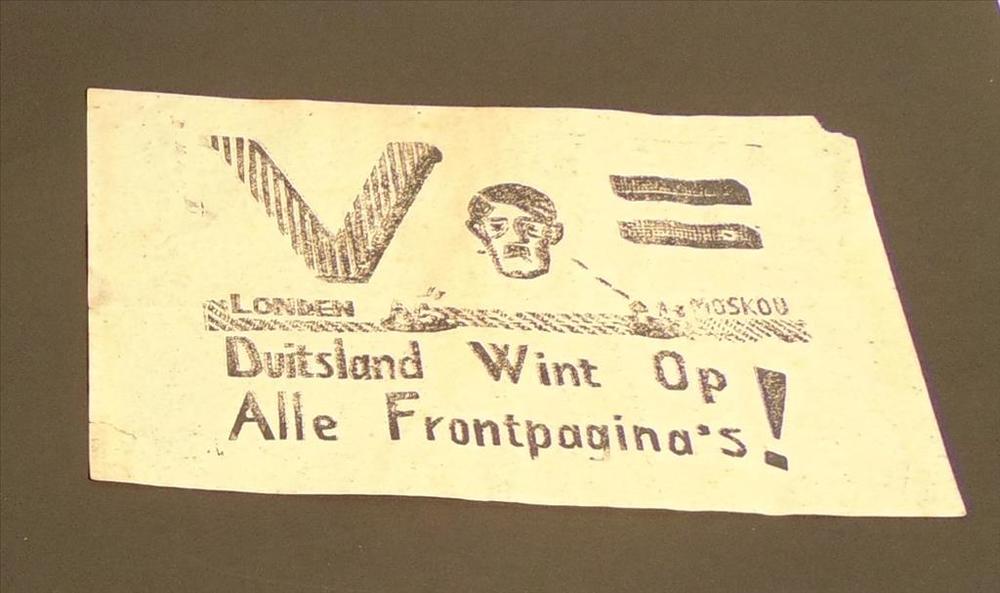 V =
LONDEN MOSKOU
Duitsland Wint Op
Alle Frontpagina's!